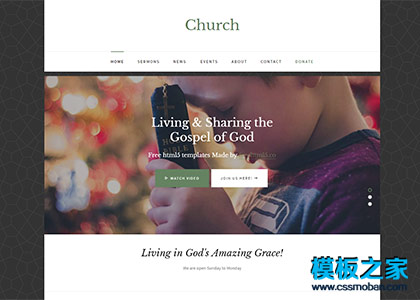 Church
HOME SERMONS NEWS EVENTS ABOUT CONTACT DONATE
HOLY BIBLE
Living & Sharing the
Gospel of God
Free html5 templates Made by
WATCH VIDEO JOIN US HERE!
Living in God's Amazing Grace!
We are open Sunday to Monday
模板之家
www.cssmoban.com